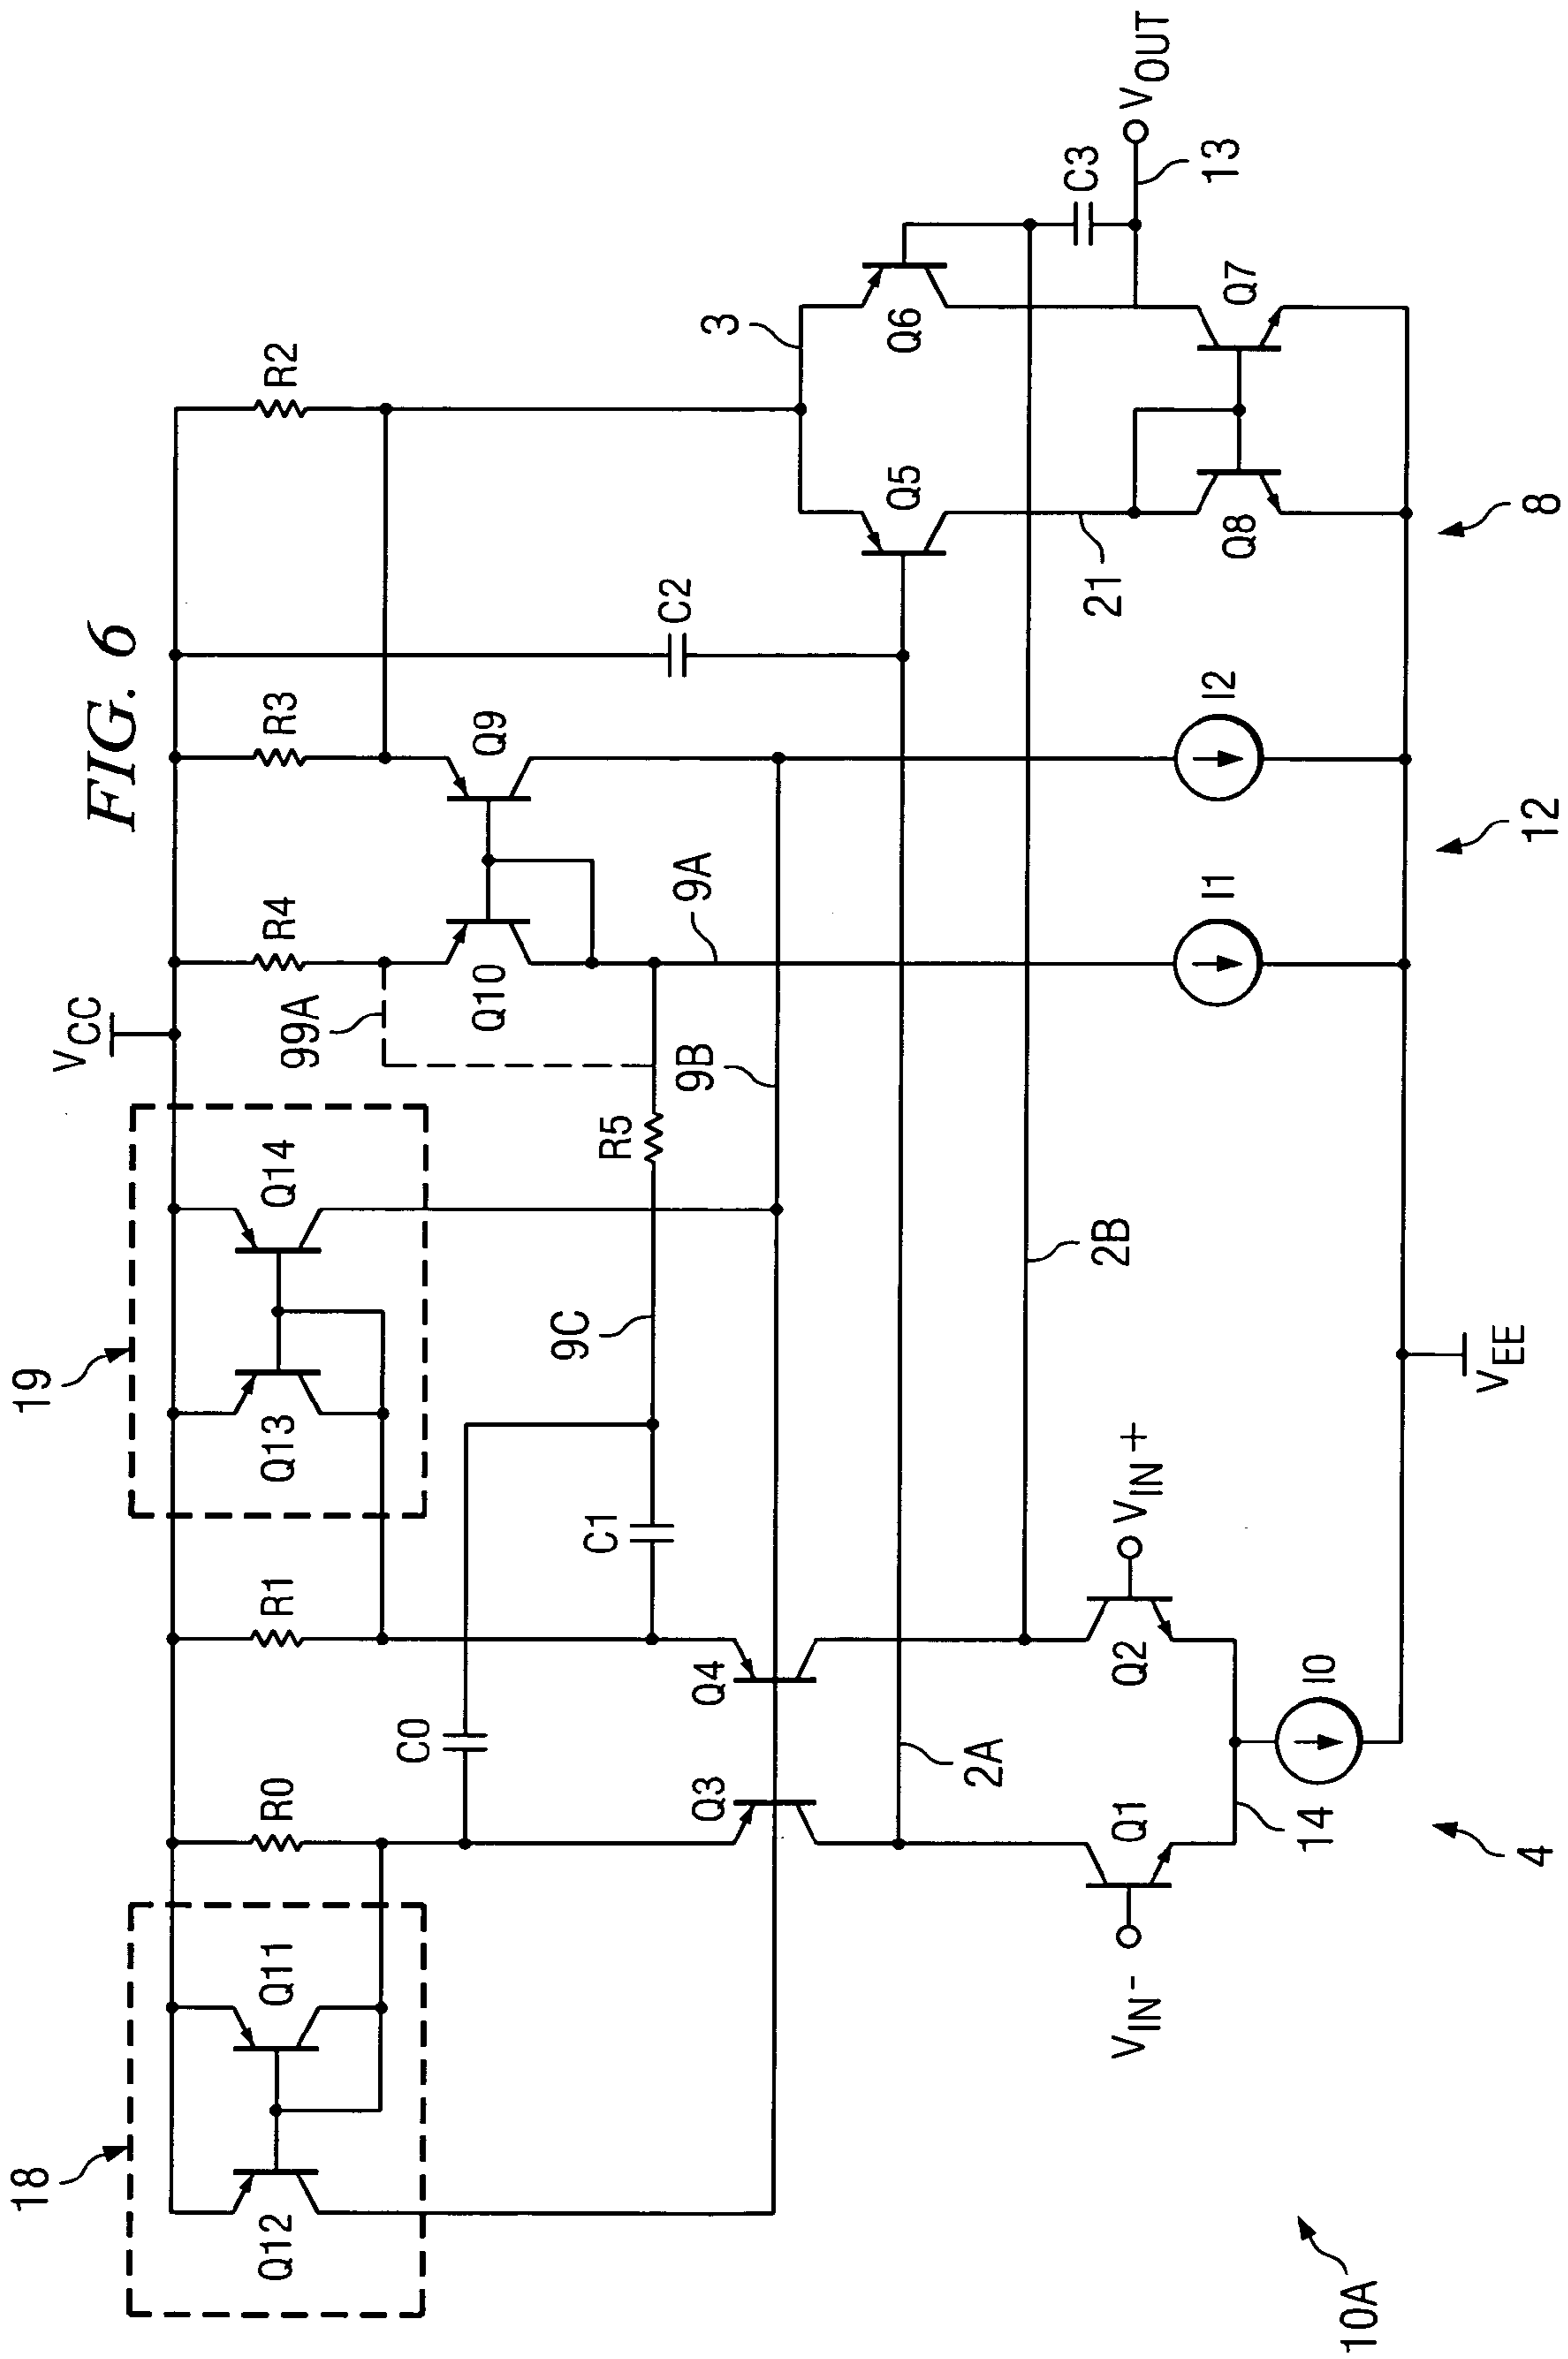 FIG. 6
VCC
18
19
Q12
Q11
R0
R1
Q13
Q14
99A
R4
R3
R2
Q10
Q9
C0
C1
9C
R5
9B
9A
C2
3
Q3
Q4
Q5
Q6
2A
2B
21
C3
VOUT
13
VIN-
Q1
Q2
VIN+
14
I0
I1
I2
Q8
Q7
VEE
10A
4
12
8